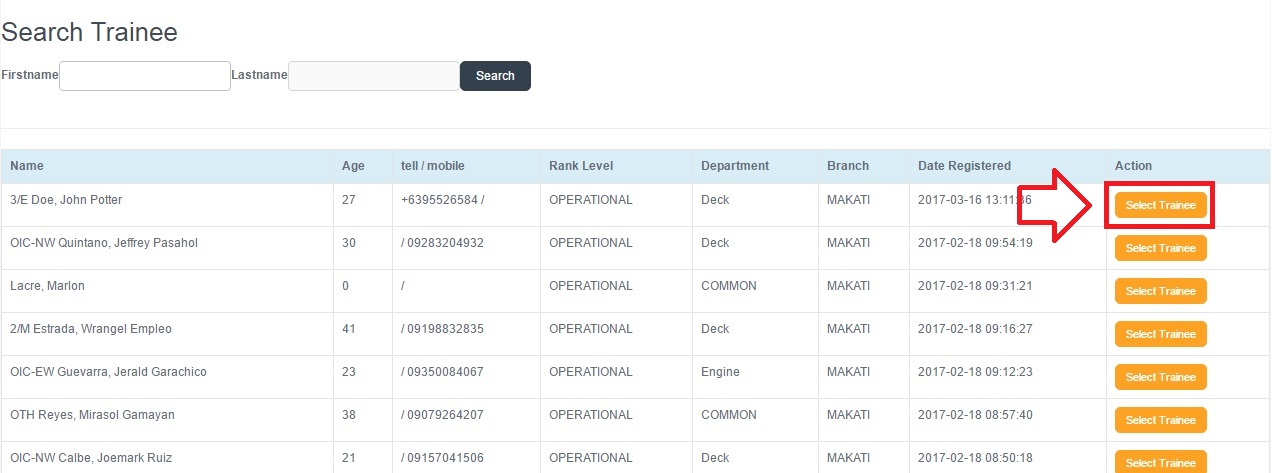 Search Trainee
Firstname Lastname Search
Name Age tell / mobile Rank Level Department Branch Date Registered Action
3/E Doe, John Potter 27 +6395526584 / OPERATIONAL Deck MAKATI 2017-03-16 13:11:36 Select Trainee
OIC-NW Quintano, Jeffrey Pasahol 30 / 09283204932 OPERATIONAL Deck MAKATI 2017-02-18 09:54:19 Select Trainee
Lacre, Marlon 0 / OPERATIONAL COMMON MAKATI 2017-02-18 09:31:21 Select Trainee
2/M Estrada, Wrangel Empleo 41 / 09198832835 OPERATIONAL Deck MAKATI 2017-02-18 09:16:27 Select Trainee
OIC-EW Guevarra, Jerald Garachico 23 / 09350084067 OPERATIONAL Engine MAKATI 2017-02-18 09:12:23 Select Trainee
OTH Reyes, Mirasol Gamayan 38 / 09079264207 OPERATIONAL COMMON MAKATI 2017-02-18 08:57:40 Select Trainee
OIC-NW Calbe, Joemark Ruiz 21 / 09157041506 OPERATIONAL Deck MAKATI 2017-02-18 08:50:18 Select Trainee